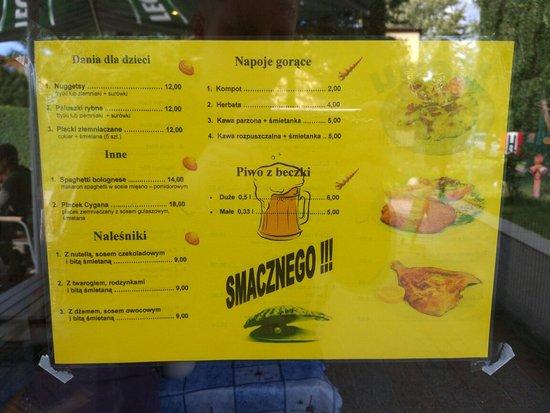 Dania dla dzieci
1. Nuggetsy ........................ 12,00
frytki lub ziemniaki + surówki
2. Paluszki rybne ................ 12,00
frytki lub ziemniaki + surówki
3. Placki ziemniaczane ....... 12,00
cukier + śmietana (5 szt.)
Inne
1. Spaghetti bolognese ................ 14,00
makaron spaghetti w sosie mięsno – pomidorowym
2. Placek Cygana ........................ 18,00
placek ziemniaczany z sosem gulaszowym,
śmietana
Naleśniki
1. Z nutellą, sosem czekoladowym
i bitą śmietaną ........................ 9,00
2. Z twarogiem, rodzynkami
i bitą śmietaną ........................ 9,00
3. Z dżemem, sosem owocowym
i bitą śmietaną ........................ 9,00
Napoje gorące
1. Kompot ................................ 2,00
2. Herbata ................................ 4,00
3. Kawa parzona + śmietanka ....... 5,00
4. Kawa rozpuszczalna + śmietanka .. 5,00
Piwo z beczki
• Duże 0,5 l ........................ 6,00
• Małe 0,33 l ........................ 5,00
SMACZNEGO !!!